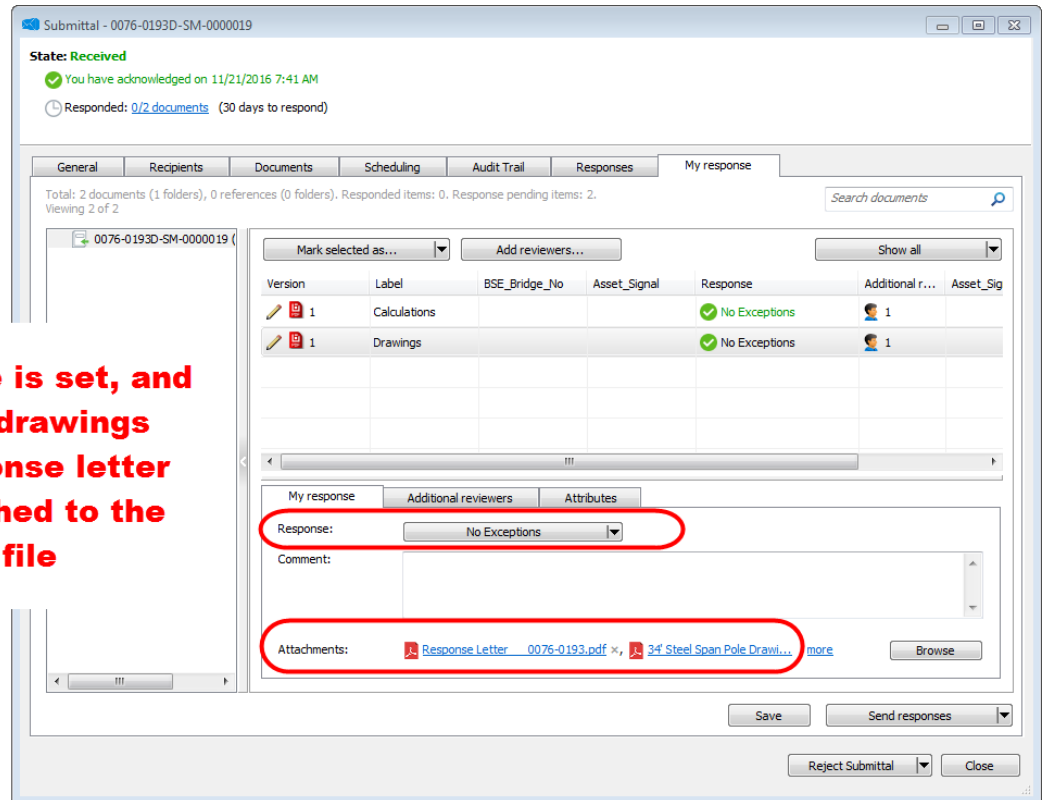 Submittal - 0076-0193D-SM-0000019
State: Received
You have acknowledged on 11/21/2016 7:41 AM
Responded: 0/2 documents (30 days to respond)
General Recipients Documents Scheduling Audit Trail Responses My response
Total: 2 documents (1 folders), 0 references (0 folders). Responded items: 0. Response pending items: 2.
Viewing 2 of 2
Search documents
0076-0193D-SM-0000019 (
Mark selected as... Add reviewers... Show all
Version Label BSE_Bridge_No Asset_Signal Response Additional r... Asset_Sig
1 Calculations No Exceptions 1
1 Drawings No Exceptions 1
e is set, and
drawings
onse letter
hed to the
file
My response Additional reviewers Attributes
Response: No Exceptions
Comment:
Attachments: Response Letter 0076-0193.pdf ×, 34' Steel Span Pole Drawi... more Browse
Save Send responses
Reject Submittal Close